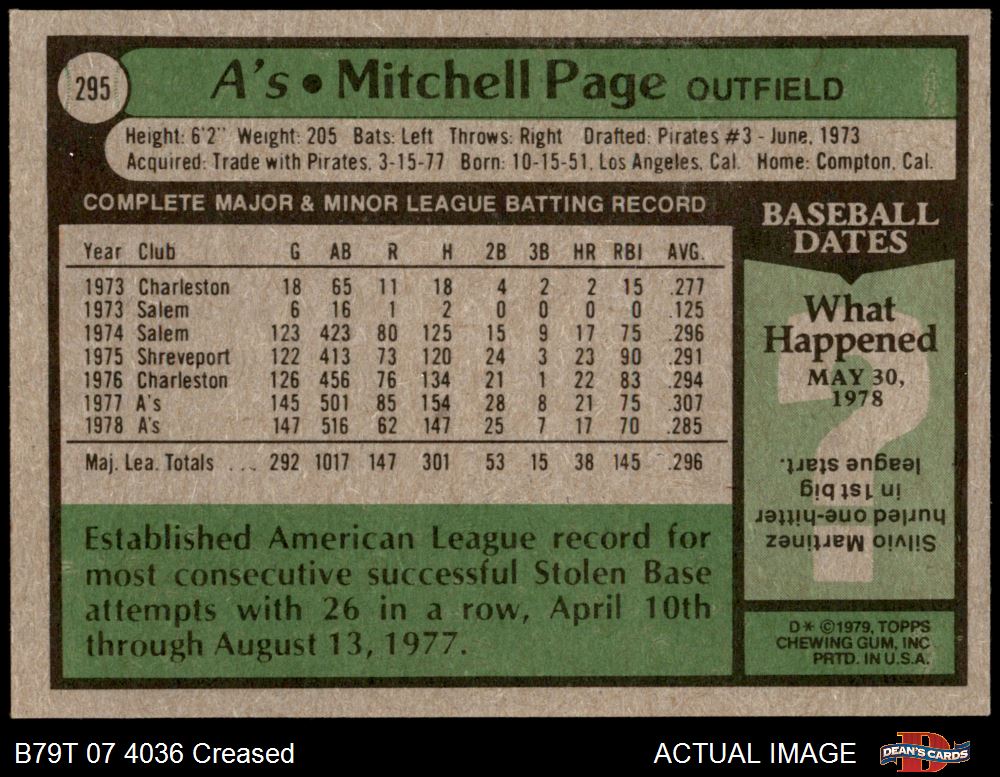 295
A's • Mitchell Page OUTFIELD
Height: 6'2" Weight: 205 Bats: Left Throws: Right Drafted: Pirates #3 - June, 1973
Acquired: Trade with Pirates, 3-15-77 Born: 10-15-51, Los Angeles, Cal. Home: Compton, Cal.
COMPLETE MAJOR & MINOR LEAGUE BATTING RECORD
Year Club G AB R H 2B 3B HR RBI AVG.
1973 Charleston 18 65 11 18 4 2 2 15 .277
1973 Salem 6 16 1 2 0 0 0 0 .125
1974 Salem 123 423 80 125 15 9 17 75 .296
1975 Shreveport 122 413 73 120 24 3 23 90 .291
1976 Charleston 126 456 76 134 21 1 22 83 .294
1977 A's 145 501 85 154 28 8 21 75 .307
1978 A's 147 516 62 147 25 7 17 70 .285
Maj. Lea. Totals ... 292 1017 147 301 53 15 38 145 .296
Established American League record for
most consecutive successful Stolen Base
attempts with 26 in a row, April 10th
through August 13, 1977.
BASEBALL
DATES
What
Happened
MAY 30,
1978
?
Silvio Martinez
hurled one-hitter
in 1st big
league start.
D* ©1979, TOPPS
CHEWING GUM, INC
PRTD. IN U.S.A.
B79T 07 4036 Creased
ACTUAL IMAGE
DEAN'S CARDS